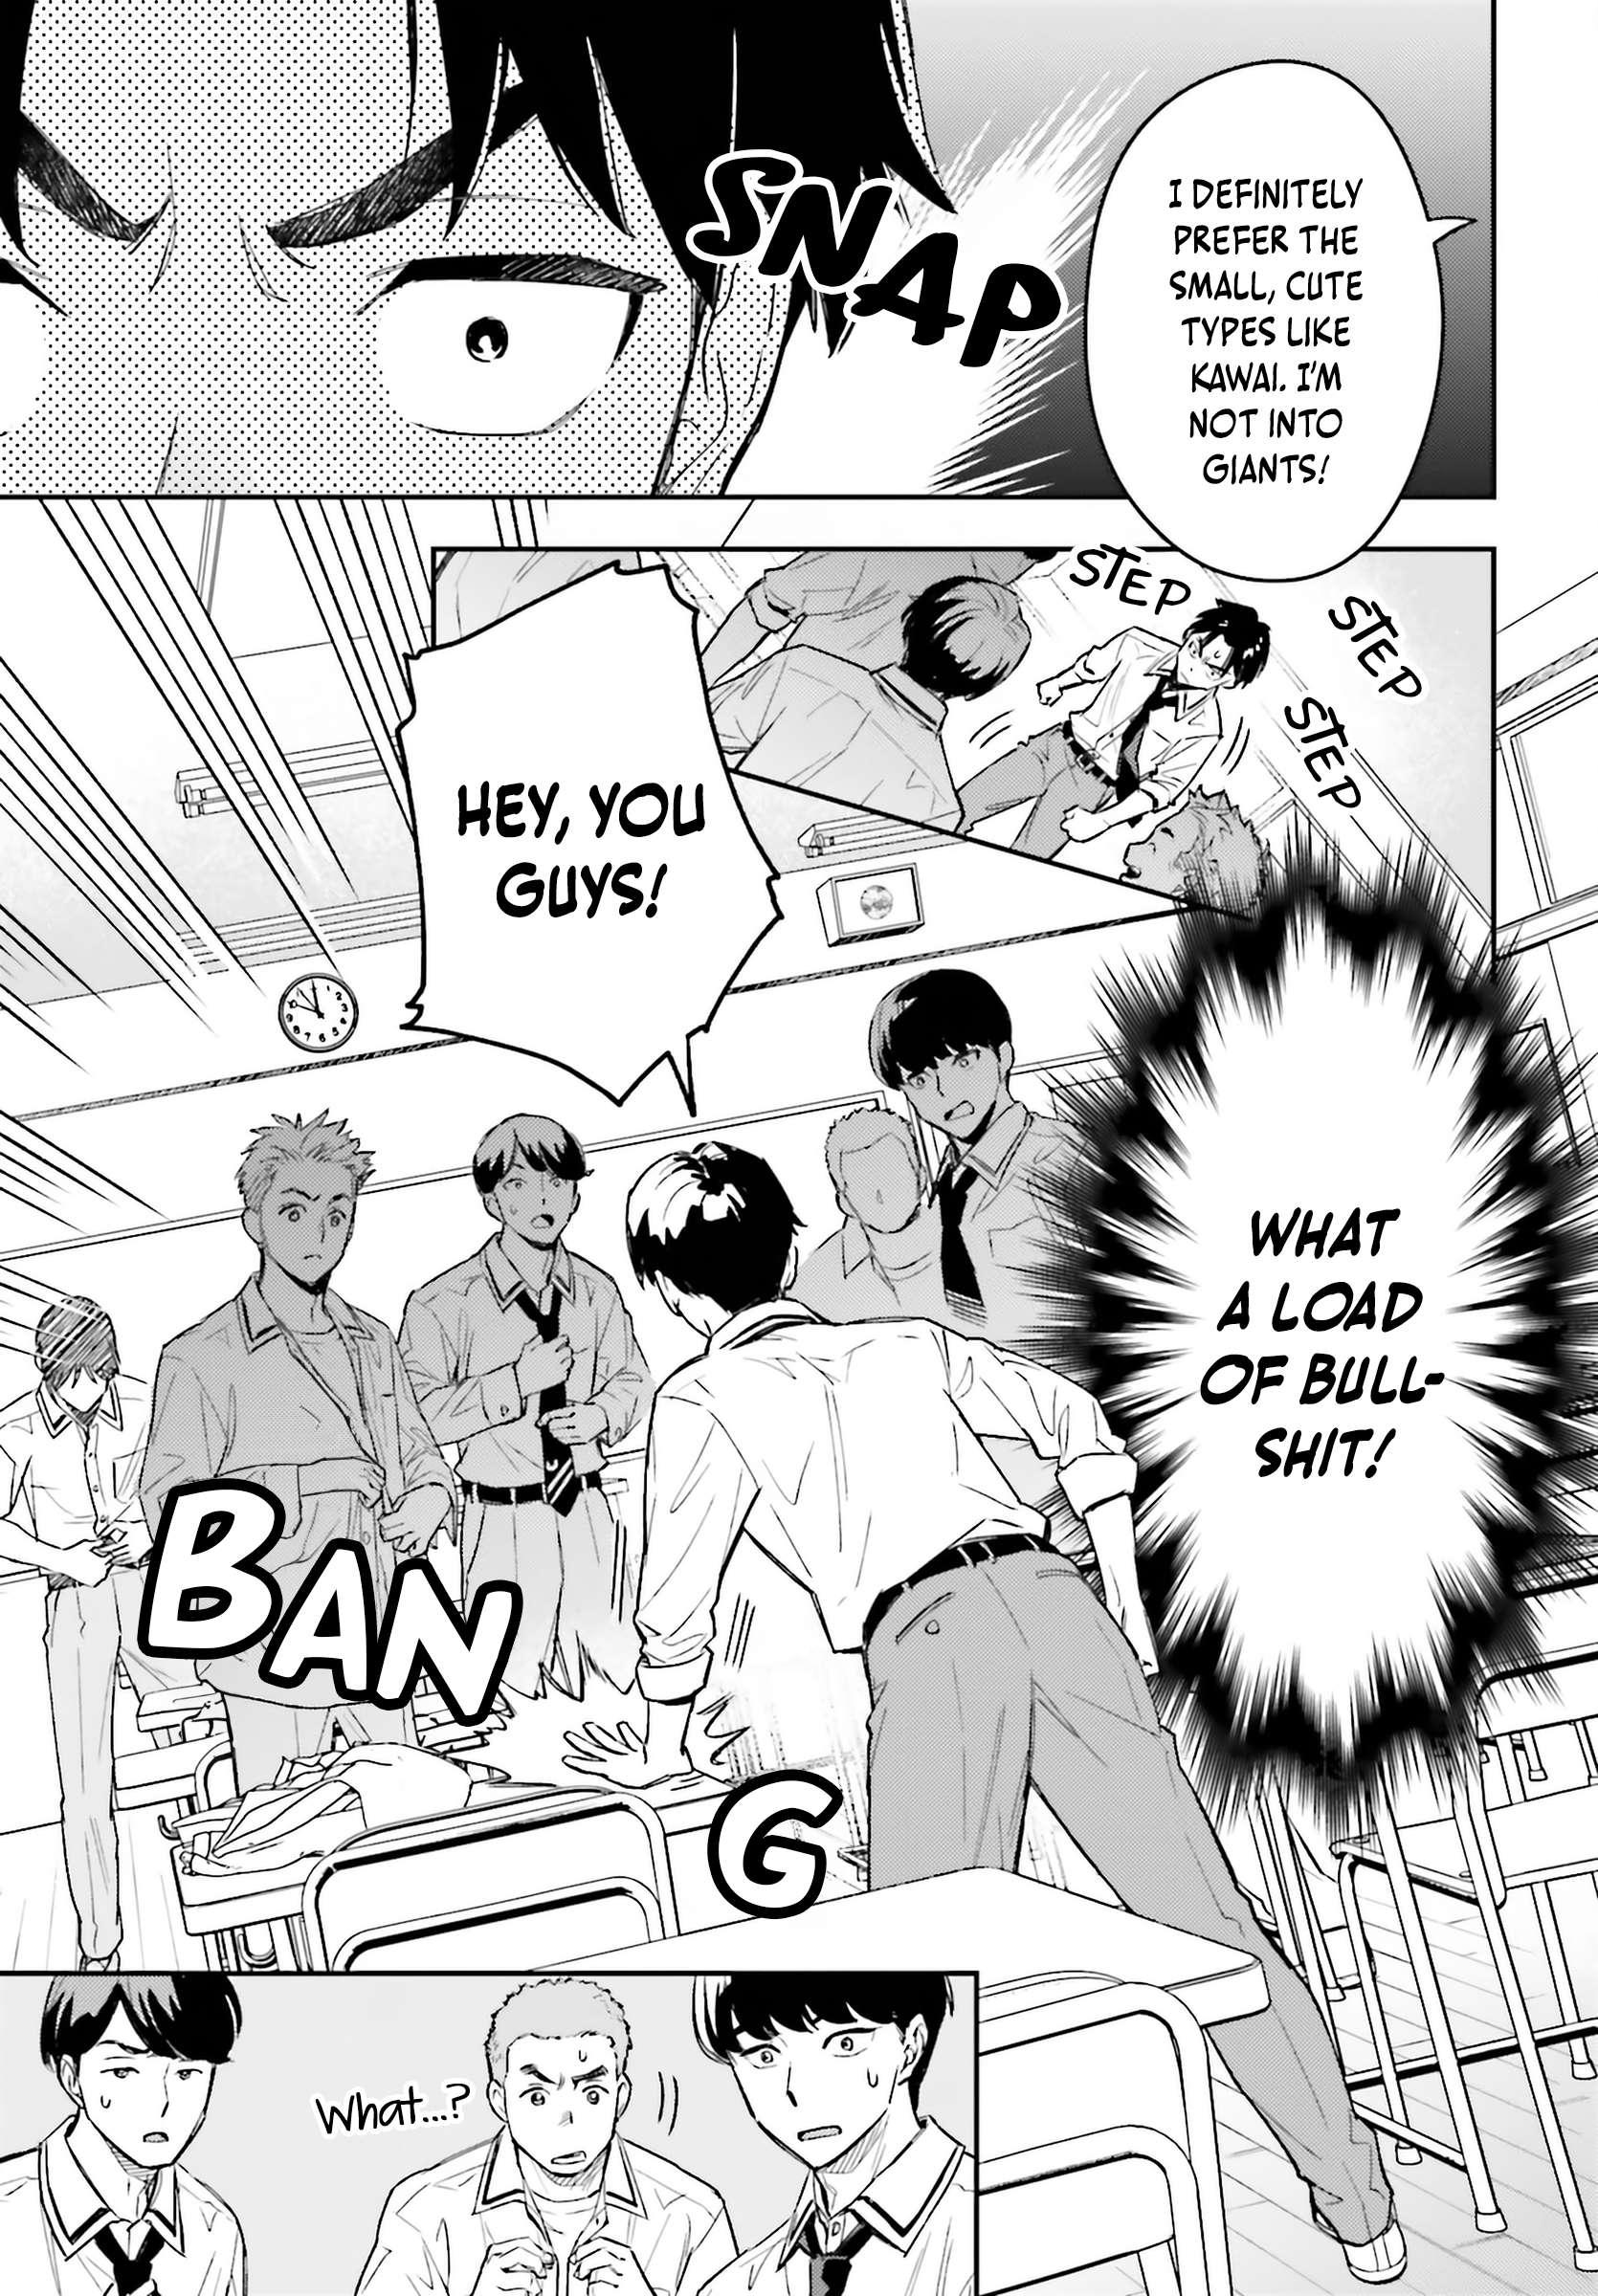 I DEFINITELY
PREFER THE
SMALL, CUTE
TYPES LIKE
KAWAI. I'M
NOT INTO
GIANTS!
SNAP
STEP
STEP
STEP
HEY, YOU
GUYS!
WHAT
A LOAD
OF BULL-
SHIT!
BANG
What...?